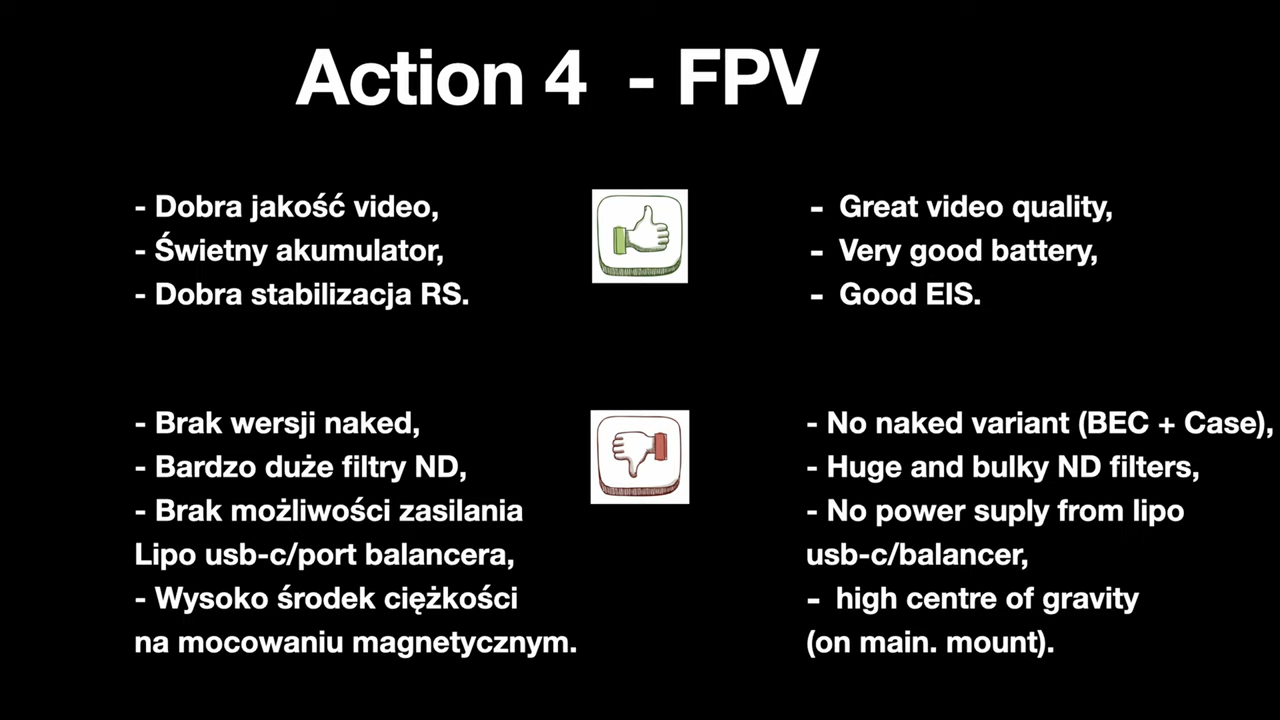 Action 4 - FPV
- Dobra jakość video,
- Świetny akumulator,
- Dobra stabilizacja RS.
- Great video quality,
- Very good battery,
- Good EIS.
- Brak wersji naked,
- Bardzo duże filtry ND,
- Brak możliwości zasilania
Lipo usb-c/port balancera,
- Wysoko środek ciężkości
na mocowaniu magnetycznym.
- No naked variant (BEC + Case),
- Huge and bulky ND filters,
- No power suply from lipo
usb-c/balancer,
- high centre of gravity
(on main. mount).